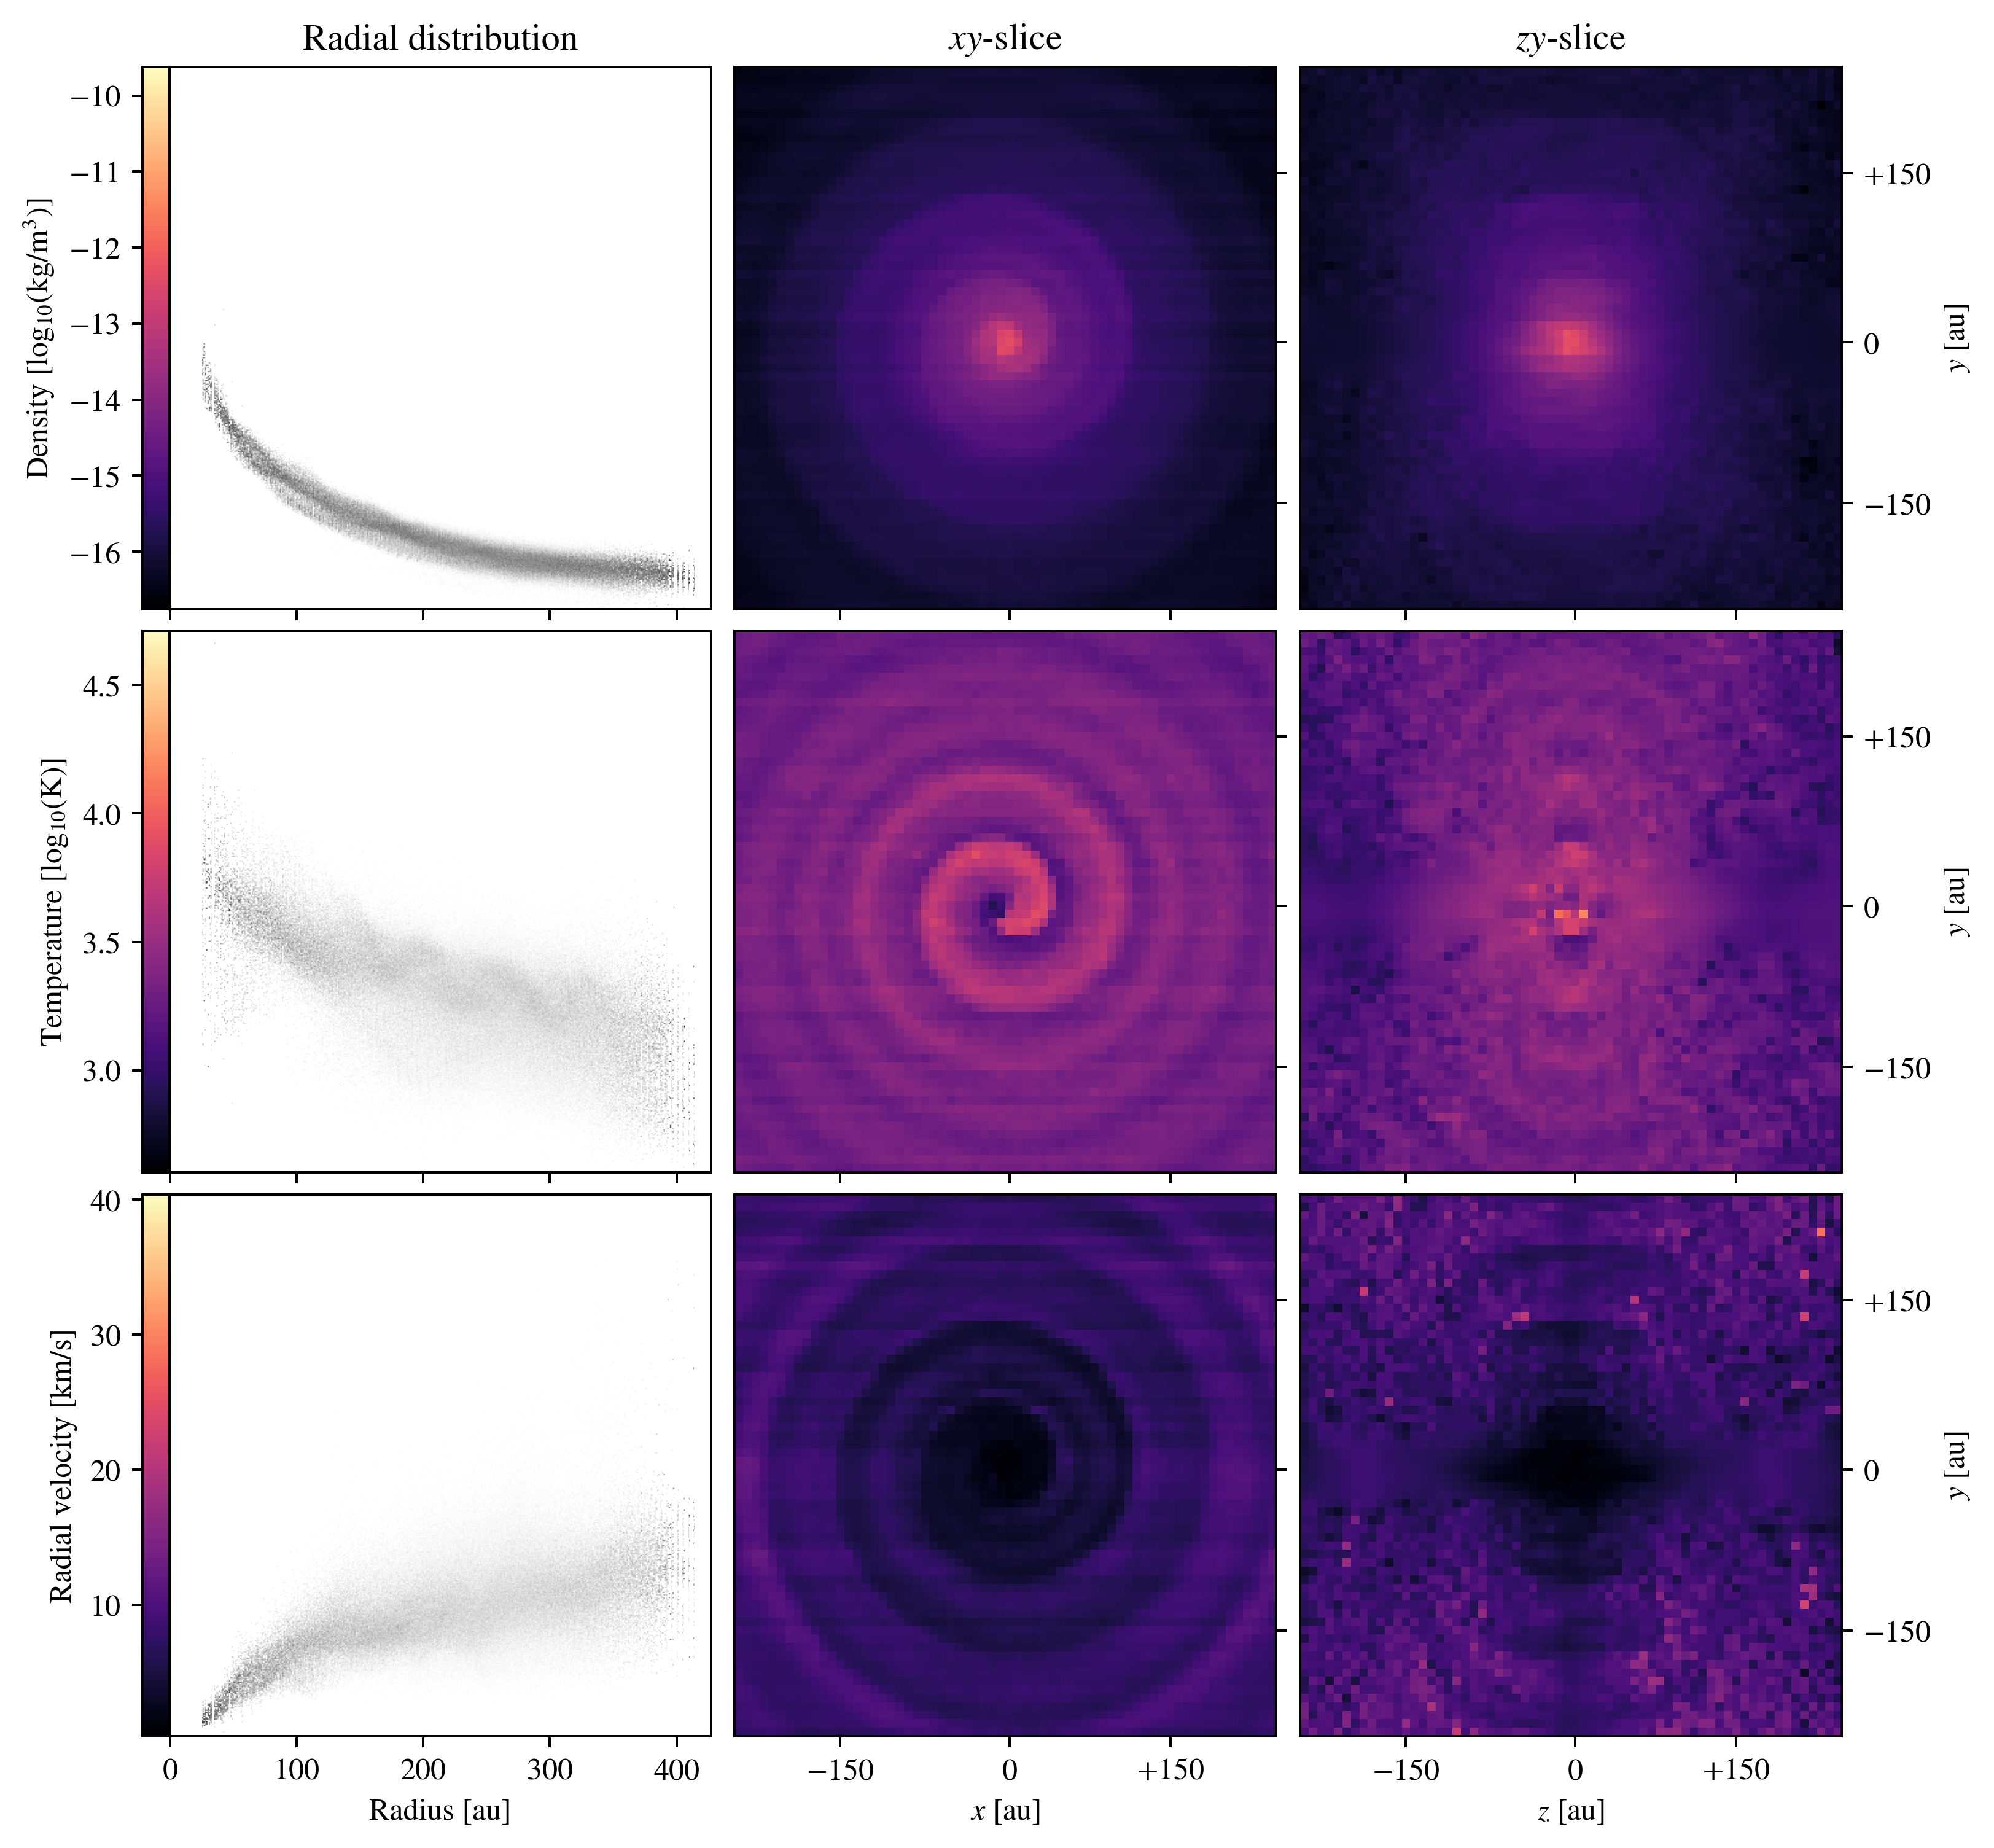 Radial distribution
xy-slice
zy-slice
Density [log₁₀(kg/m³)]
−10
−11
−12
−13
−14
−15
−16
+150
0
−150
y [au]
Temperature [log₁₀(K)]
4.5
4.0
3.5
3.0
+150
0
−150
y [au]
Radial velocity [km/s]
40
30
20
10
+150
0
−150
y [au]
0
100
200
300
400
Radius [au]
−150
0
+150
x [au]
−150
0
+150
z [au]